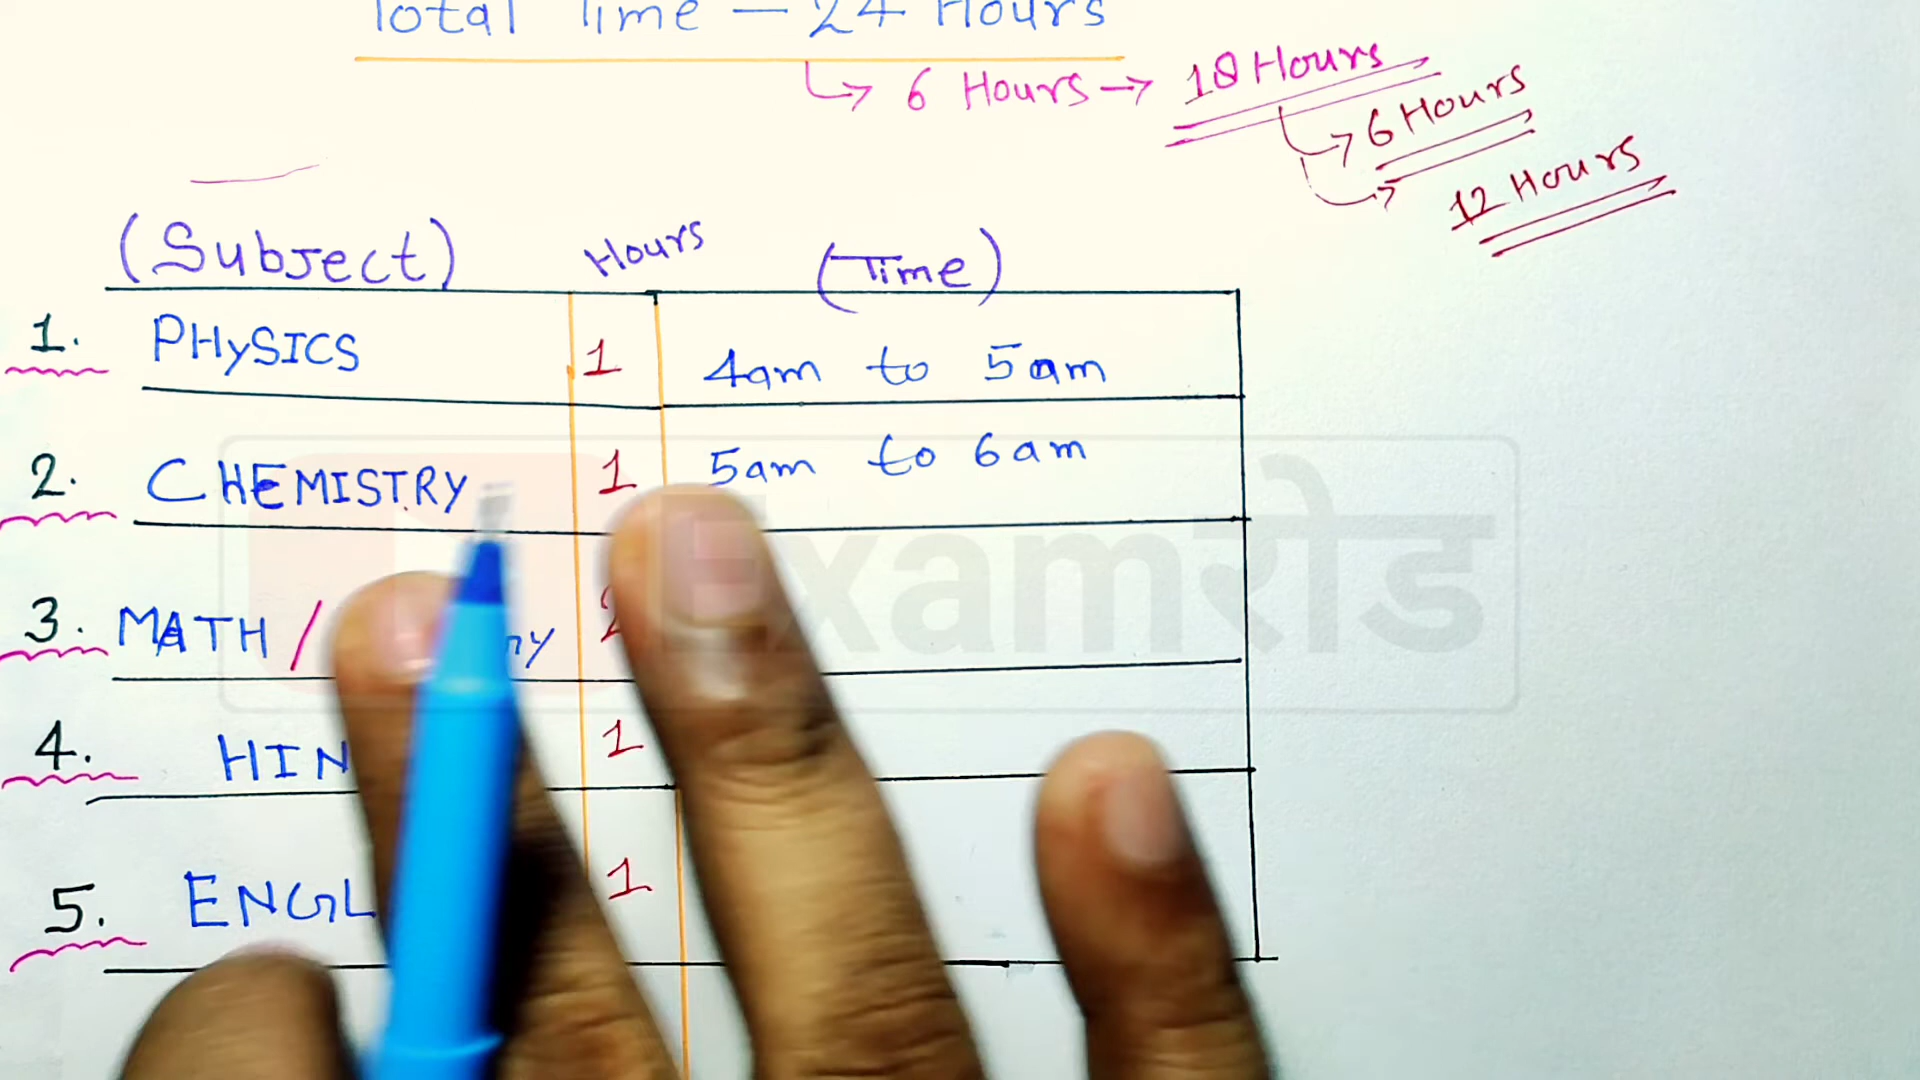 Total Time – 24 Hours
↳ 6 Hours → 18 Hours
↳ 6 Hours
→ 12 Hours
(Subject) Hours (Time)
1. PHySICS 1 4am to 5am
2. CHEMISTRY 1 5am to 6am
3. MATH /
4. HIN 1
5. ENGL 1
Examरोड